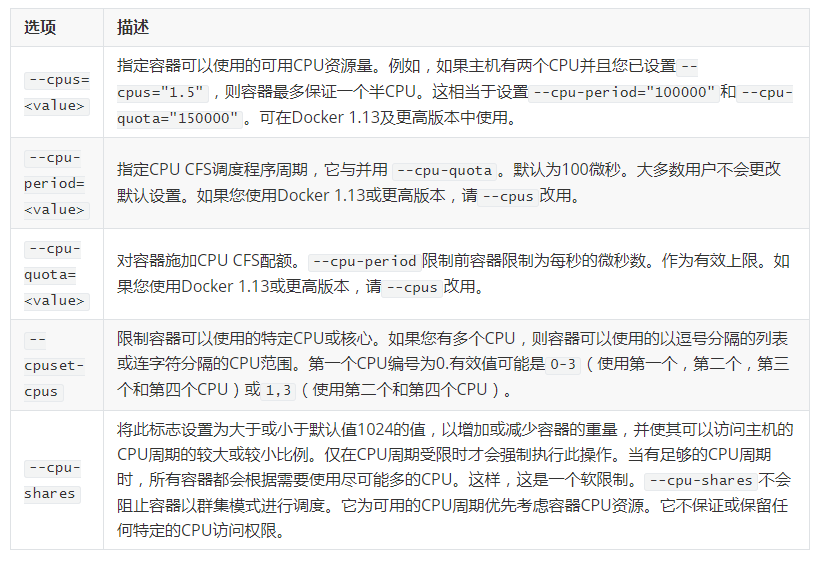 选项 描述
指定容器可以使用的可用CPU资源量。例如，如果主机有两个CPU并且您已设置 --
--cpus=
cpus="1.5" ，则容器最多保证一个半CPU。这相当于设置 --cpu-period="100000" 和 --cpu-
<value>
quota="150000" 。可在Docker 1.13及更高版本中使用。
--cpu-
指定CPU CFS调度程序周期，它与并用 --cpu-quota 。默认为100微秒。大多数用户不会更改
period=
默认设置。如果您使用Docker 1.13或更高版本，请 --cpus 改用。
<value>
--cpu-
对容器施加CPU CFS配额。 --cpu-period 限制前容器限制为每秒的微秒数。作为有效上限。如
quota=
果您使用Docker 1.13或更高版本，请 --cpus 改用。
<value>
--
限制容器可以使用的特定CPU或核心。如果您有多个CPU，则容器可以使用的以逗号分隔的列表
cpuset-
或连字符分隔的CPU范围。第一个CPU编号为0.有效值可能是 0-3 （使用第一个，第二个，第三
cpus
个和第四个CPU）或 1,3 （使用第二个和第四个CPU）。
将此标志设置为大于或小于默认值1024的值，以增加或减少容器的重量，并使其可以访问主机的
CPU周期的较大或较小比例。仅在CPU周期受限时才会强制执行此操作。当有足够的CPU周期
--cpu-
时，所有容器都会根据需要使用尽可能多的CPU。这样，这是一个软限制。 --cpu-shares 不会
shares
阻止容器以群集模式进行调度。它为可用的CPU周期优先考虑容器CPU资源。它不保证或保留任
何特定的CPU访问权限。